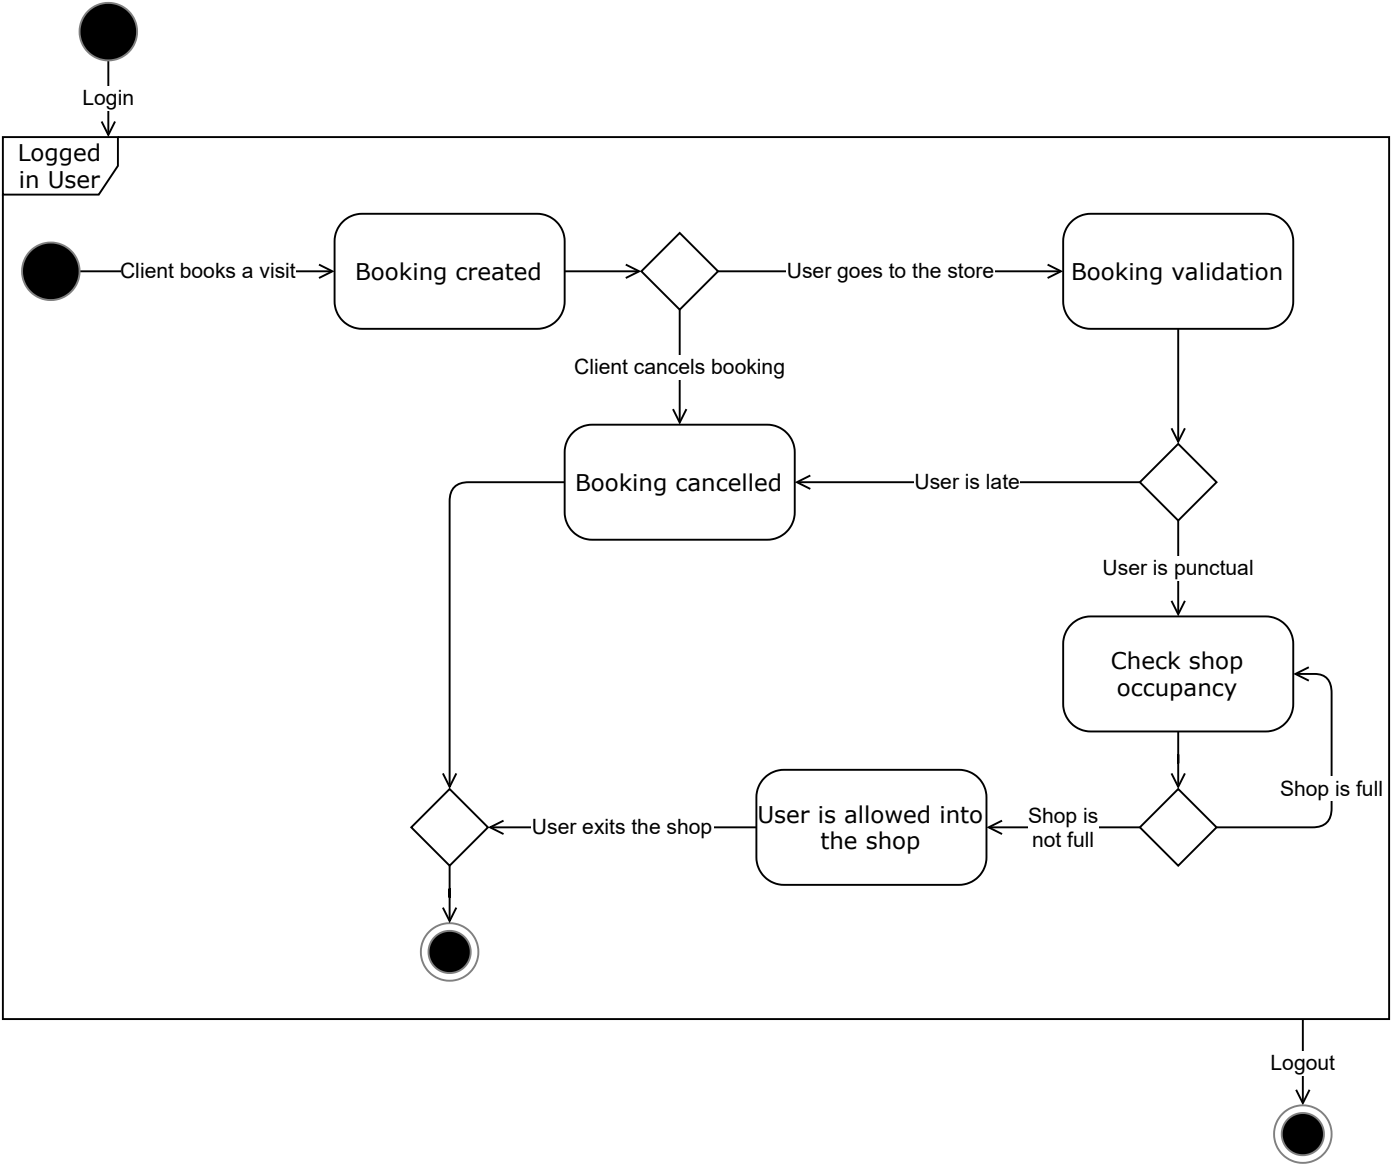 Login
Logged
in User
Client books a visit
Booking created
User goes to the store
Booking validation
Client cancels booking
Booking cancelled
User is late
User is punctual
Check shop
occupancy
Shop is full
Shop is
not full
User is allowed into
the shop
User exits the shop
Logout